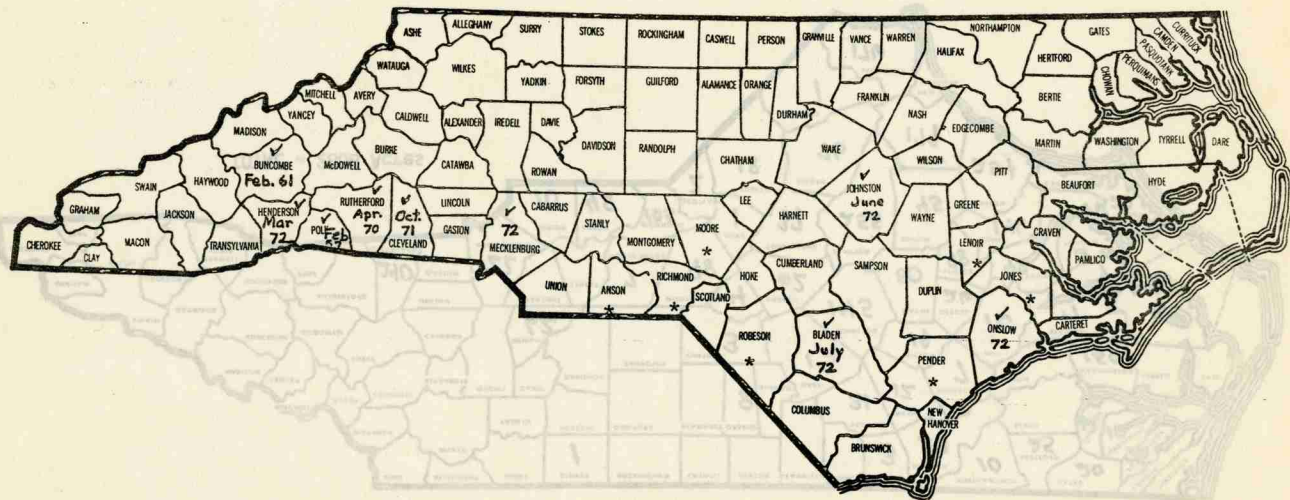 ASHE
ALLEGHANY
SURRY
STOKES
ROCKINGHAM
CASWELL
PERSON
GRANVILLE
VANCE
WARREN
NORTHAMPTON
HALIFAX
HERTFORD
GATES
CURRITUCK
CAMDEN
PASQUOTANK
PERQUIMANS
CHOWAN
BERTIE
WATAUGA
WILKES
YADKIN
FORSYTH
GUILFORD
ALAMANCE
ORANGE
DURHAM
FRANKLIN
NASH
EDGECOMBE
MARTIN
WASHINGTON
TYRRELL
DARE
MITCHELL
AVERY
YANCEY
CALDWELL
ALEXANDER
IREDELL
DAVIE
DAVIDSON
RANDOLPH
CHATHAM
WAKE
WILSON
PITT
BEAUFORT
HYDE
MADISON
BUNCOMBE ✓
Feb. 61
McDOWELL
BURKE
CATAWBA
ROWAN
SWAIN
HAYWOOD
GRAHAM
JACKSON
CHEROKEE
CLAY
MACON
TRANSYLVANIA
HENDERSON ✓
Mar
72
POLK ✓
Feb
RUTHERFORD ✓
Apr.
70
✓
Oct.
71
CLEVELAND
LINCOLN
GASTON
✓
72
MECKLENBURG
CABARRUS
STANLY
MONTGOMERY
MOORE
*
LEE
HARNETT
JOHNSTON ✓
June
72
WAYNE
GREENE
LENOIR
*
CRAVEN
PAMLICO
JONES
*
CARTERET
UNION
ANSON
*
RICHMOND
*
SCOTLAND
HOKE
CUMBERLAND
SAMPSON
DUPLIN
ONSLOW ✓
72
ROBESON
*
BLADEN ✓
July
72
PENDER
*
COLUMBUS
NEW
HANOVER
BRUNSWICK